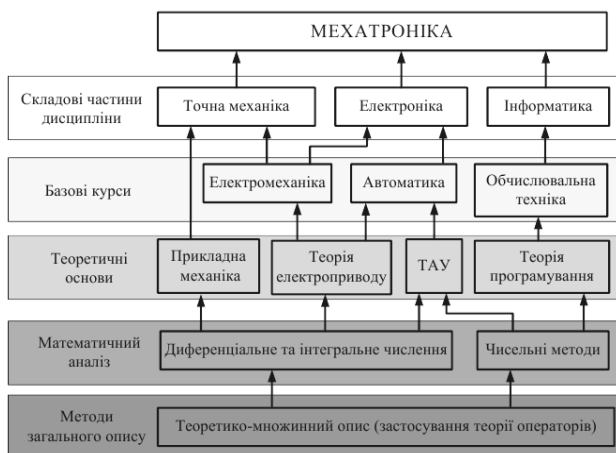 МЕХАТРОНІКА
Складові частини
дисципліни
Точна механіка
Електроніка
Інформатика
Базові курси
Електромеханіка
Автоматика
Обчислювальна
техніка
Теоретичні
основи
Прикладна
механіка
Теорія
електроприводу
ТАУ
Теорія
програмування
Математичний
аналіз
Диференціальне та інтегральне числення
Чисельні методи
Методи
загального опису
Теоретико-множинний опис (застосування теорії операторів)